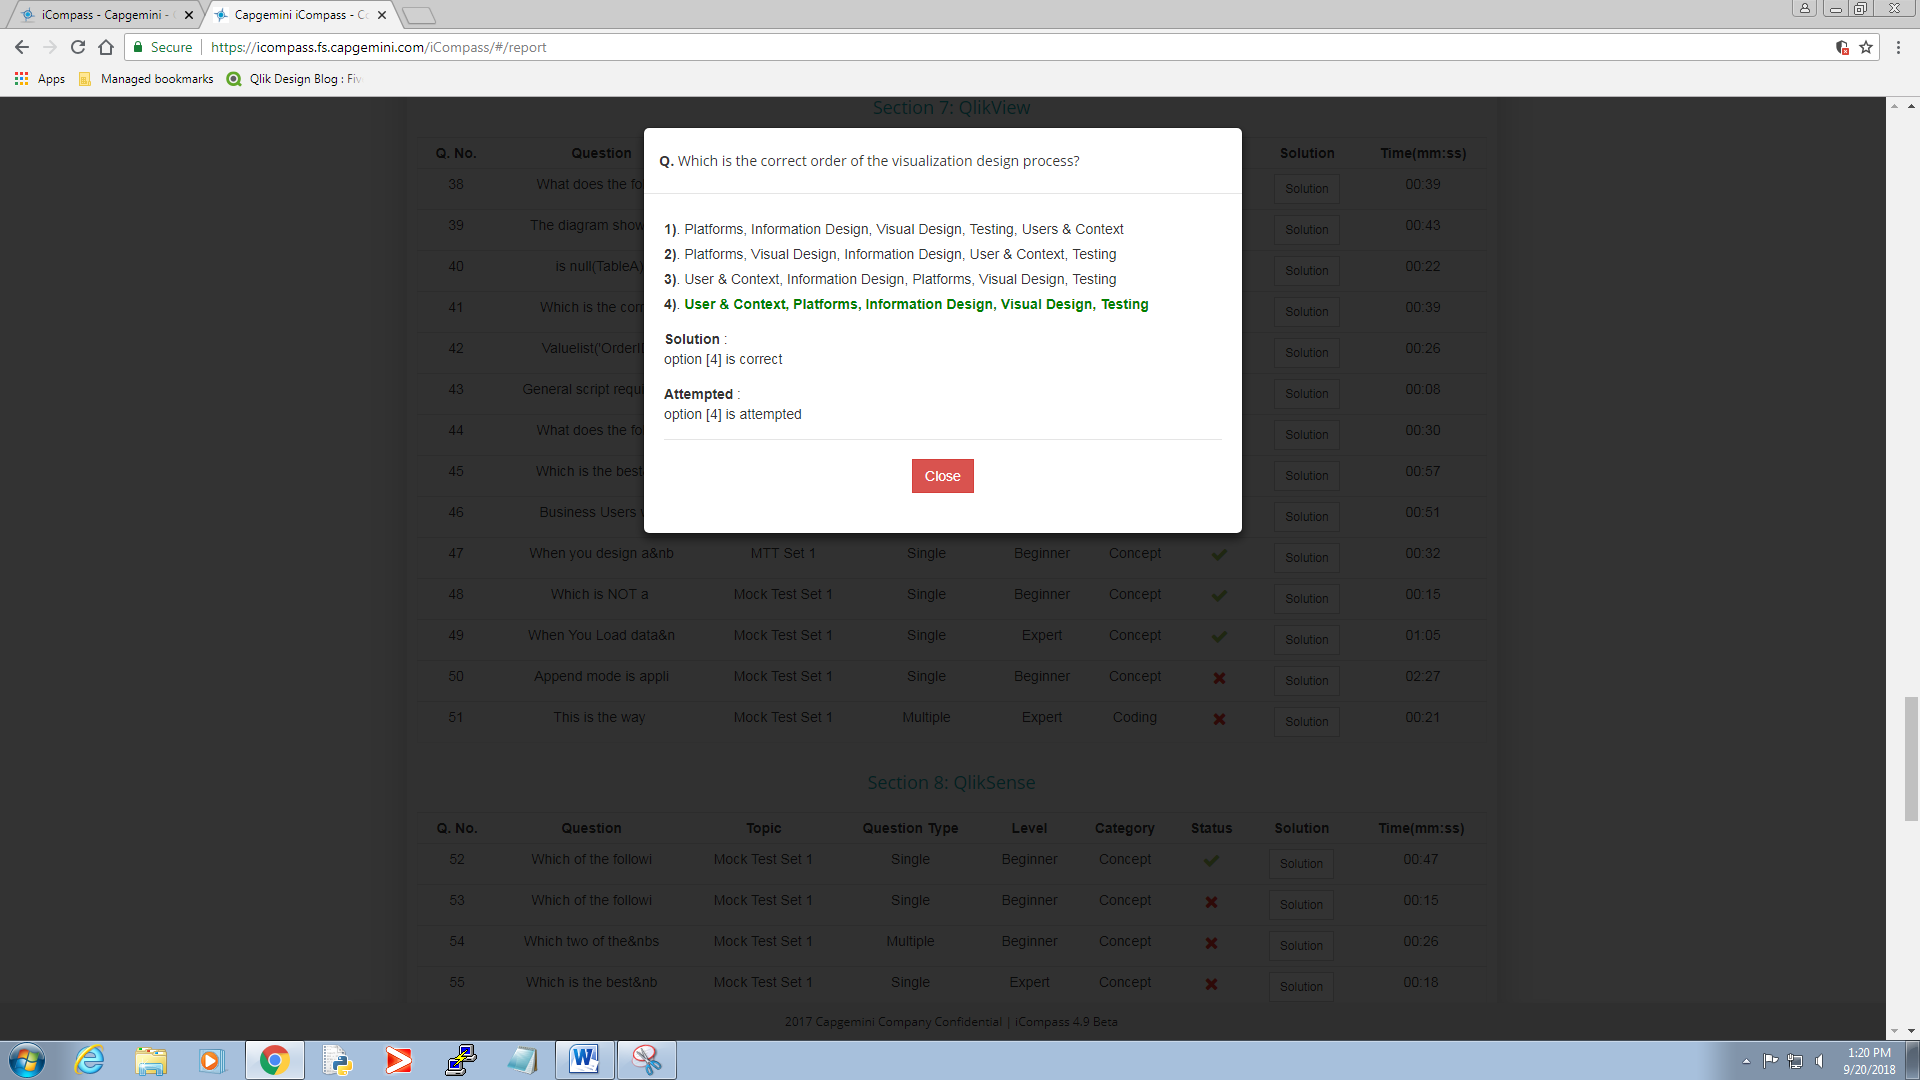 iCompass - Capgemini -
Capgemini iCompass - Co
Secure https://icompass.fs.capgemini.com/iCompass/#/report
Apps Managed bookmarks Qlik Design Blog : Fiv
Section 7: QlikView
Q. No. Question Solution Time(mm:ss)
38 What does the fo Solution 00:39
39 The diagram show Solution 00:43
40 is null(TableA) Solution 00:22
41 Which is the corr Solution 00:39
42 Valuelist('OrderI Solution 00:26
43 General script requi Solution 00:08
44 What does the fo Solution 00:30
45 Which is the best Solution 00:57
46 Business Users Solution 00:51
Q. Which is the correct order of the visualization design process?
1). Platforms, Information Design, Visual Design, Testing, Users & Context
2). Platforms, Visual Design, Information Design, User & Context, Testing
3). User & Context, Information Design, Platforms, Visual Design, Testing
4). User & Context, Platforms, Information Design, Visual Design, Testing
Solution :
option [4] is correct
Attempted :
option [4] is attempted
Close
47 When you design a&nb MTT Set 1 Single Beginner Concept Solution 00:32
48 Which is NOT a Mock Test Set 1 Single Beginner Concept Solution 00:15
49 When You Load data&n Mock Test Set 1 Single Expert Concept Solution 01:05
50 Append mode is appli Mock Test Set 1 Single Beginner Concept Solution 02:27
51 This is the way Mock Test Set 1 Multiple Expert Coding Solution 00:21
Section 8: QlikSense
Q. No. Question Topic Question Type Level Category Status Solution Time(mm:ss)
52 Which of the followi Mock Test Set 1 Single Beginner Concept Solution 00:47
53 Which of the followi Mock Test Set 1 Single Beginner Concept Solution 00:15
54 Which two of the&nbs Mock Test Set 1 Multiple Beginner Concept Solution 00:26
55 Which is the best&nb Mock Test Set 1 Single Expert Concept Solution 00:18
2017 Capgemini Company Confidential | iCompass 4.9 Beta
1:20 PM
9/20/2018